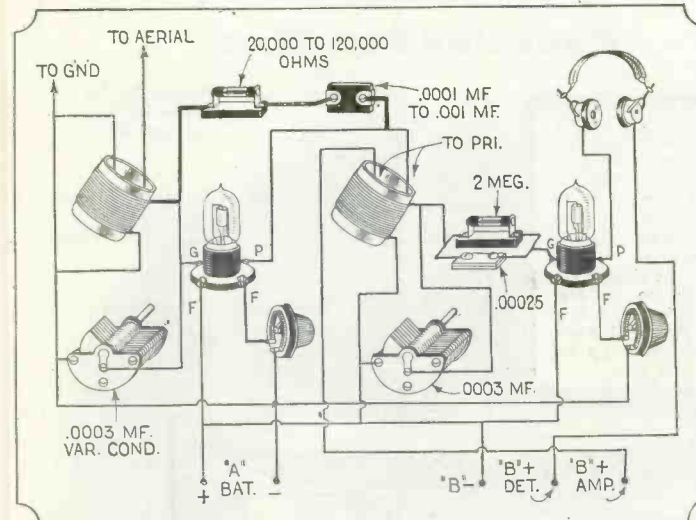 TO AERIAL
TO GND
20,000 TO 120,000
OHMS
.0001 MF
TO .001 MF.
TO PRI.
2 MEG.
G
P
G
P
.00025
F
F
F
F
.0003 MF.
VAR. COND.
.0003 MF.
+
"A"
BAT.
−
"B"−
"B"+
DET.
"B"+
AMP.